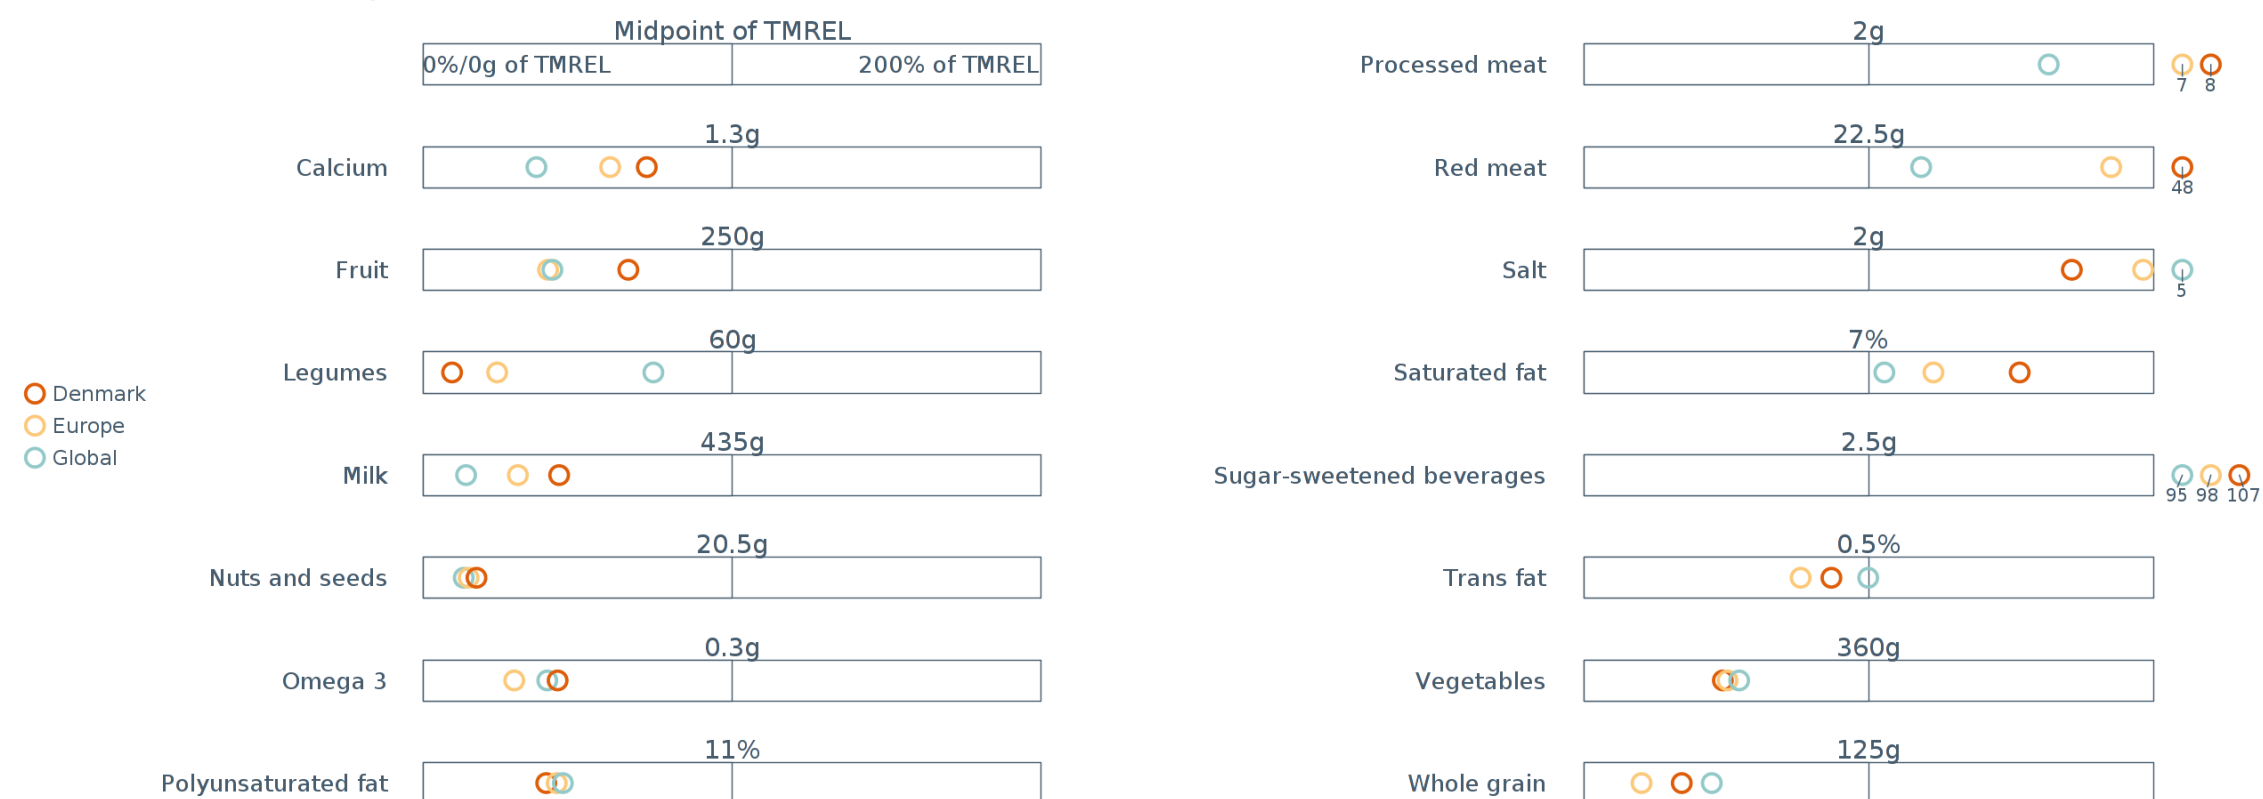 Midpoint of TMREL
0%/0g of TMREL 200% of TMREL
Calcium 1.3g
Fruit 250g
Legumes 60g
Milk 435g
Nuts and seeds 20.5g
Omega 3 0.3g
Polyunsaturated fat 11%
Denmark
Europe
Global
Processed meat 2g
7 8
Red meat 22.5g
48
Salt 2g
5
Saturated fat 7%
Sugar-sweetened beverages 2.5g
95 98 107
Trans fat 0.5%
Vegetables 360g
Whole grain 125g